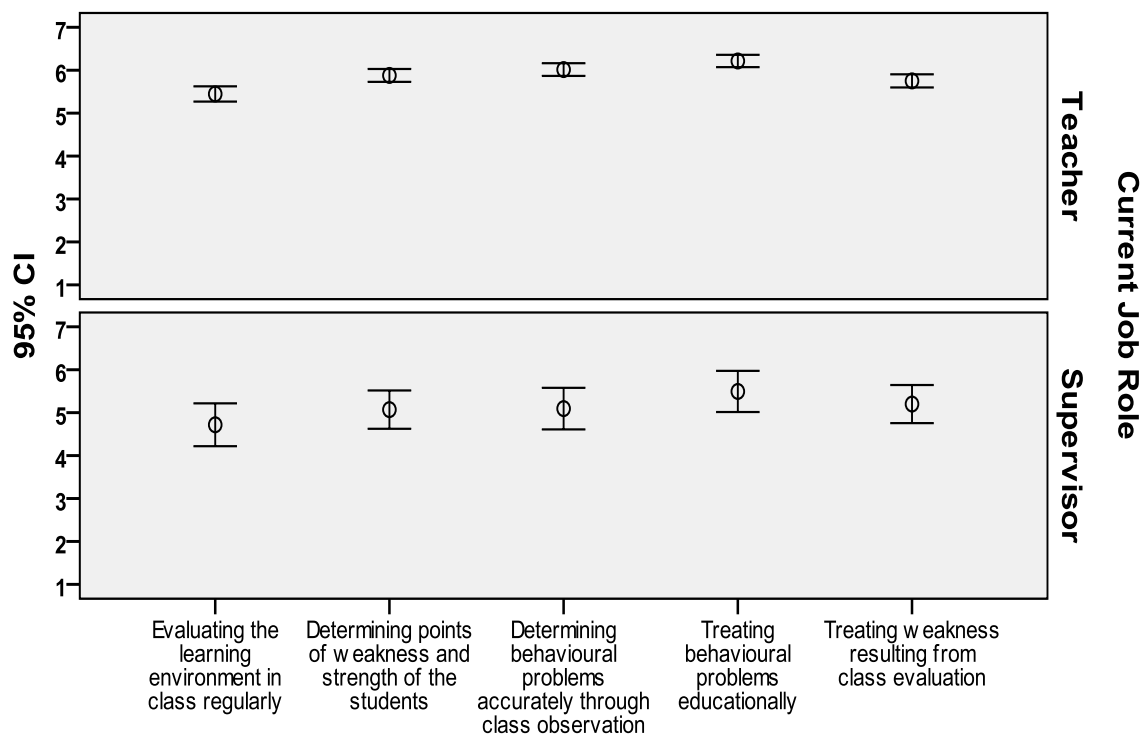 7
6
5
4
3
2
1
Teacher
7
6
5
4
3
2
1
Supervisor
95% CI
Current Job Role
Evaluating the
learning
environment in
class regularly
Determining points
of weakness and
strength of the
students
Determining
behavioural
problems
accurately through
class observation
Treating
behavioural
problems
educationally
Treating weakness
resulting from
class evaluation